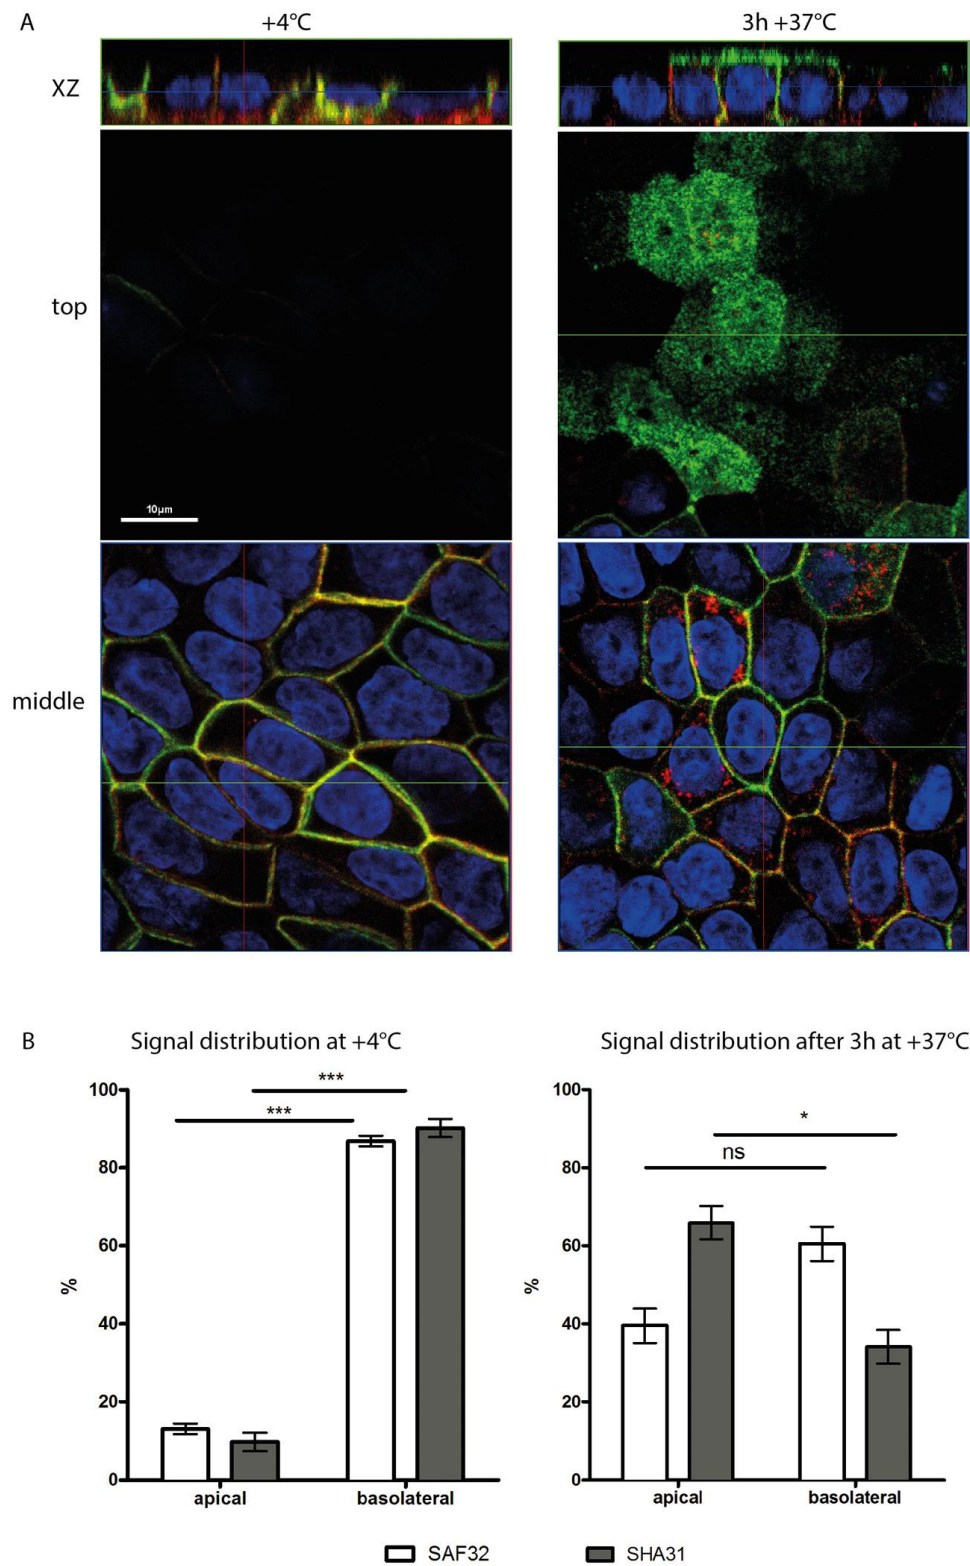 A
+4°C
3h +37°C
XZ
top
10µm
middle
B
Signal distribution at +4°C
Signal distribution after 3h at +37°C
***
***
*
ns
100
80
60
40
20
0
%
apical
basolateral
100
80
60
40
20
0
%
apical
basolateral
SAF32
SHA31